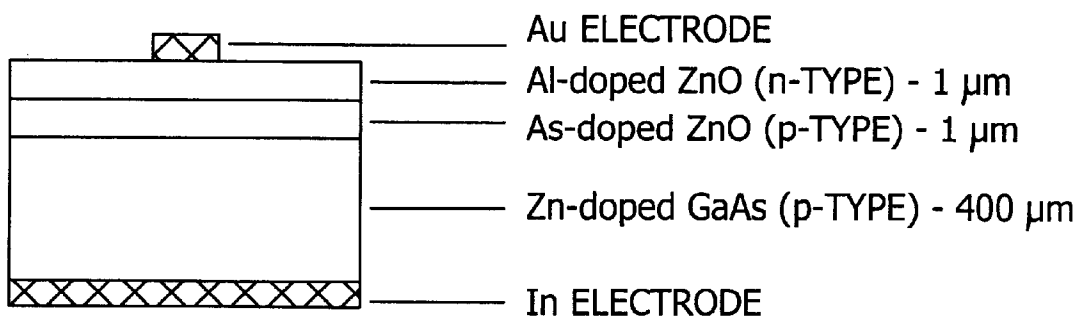 Au ELECTRODE
Al-doped ZnO (n-TYPE) - 1 μm
As-doped ZnO (p-TYPE) - 1 μm
Zn-doped GaAs (p-TYPE) - 400 μm
In ELECTRODE